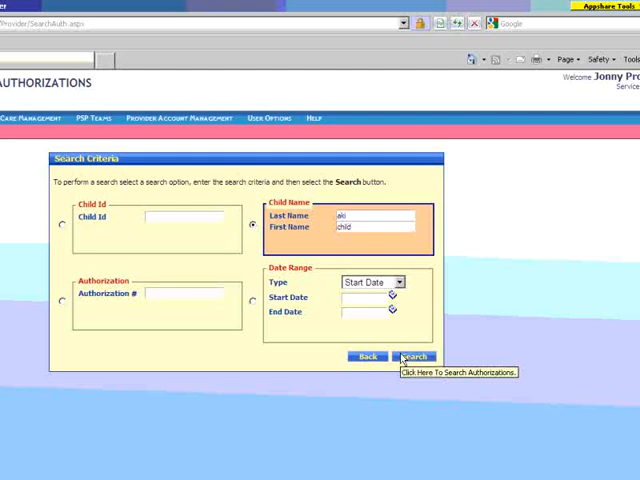 er
Appshare Tools
Provider/SearchAuth.aspx
Google
Page Safety Tools
AUTHORIZATIONS
Welcome Jonny Pro
Service
CARE MANAGEMENT PSP TEAMS PROVIDER ACCOUNT MANAGEMENT USER OPTIONS HELP
Search Criteria
To perform a search select a search option, enter the search criteria and then select the Search button.
Child Id
Child Id
Child Name
Last Name aki
First Name child
Authorization
Authorization #
Date Range
Type Start Date
Start Date
End Date
Back Search
Click Here To Search Authorizations.